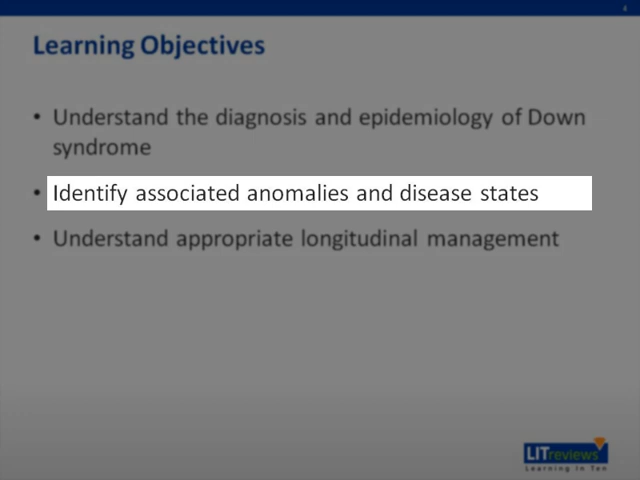 4
Learning Objectives
• Understand the diagnosis and epidemiology of Down
syndrome
• Identify associated anomalies and disease states
• Understand appropriate longitudinal management
LITreviews
Learning In Ten